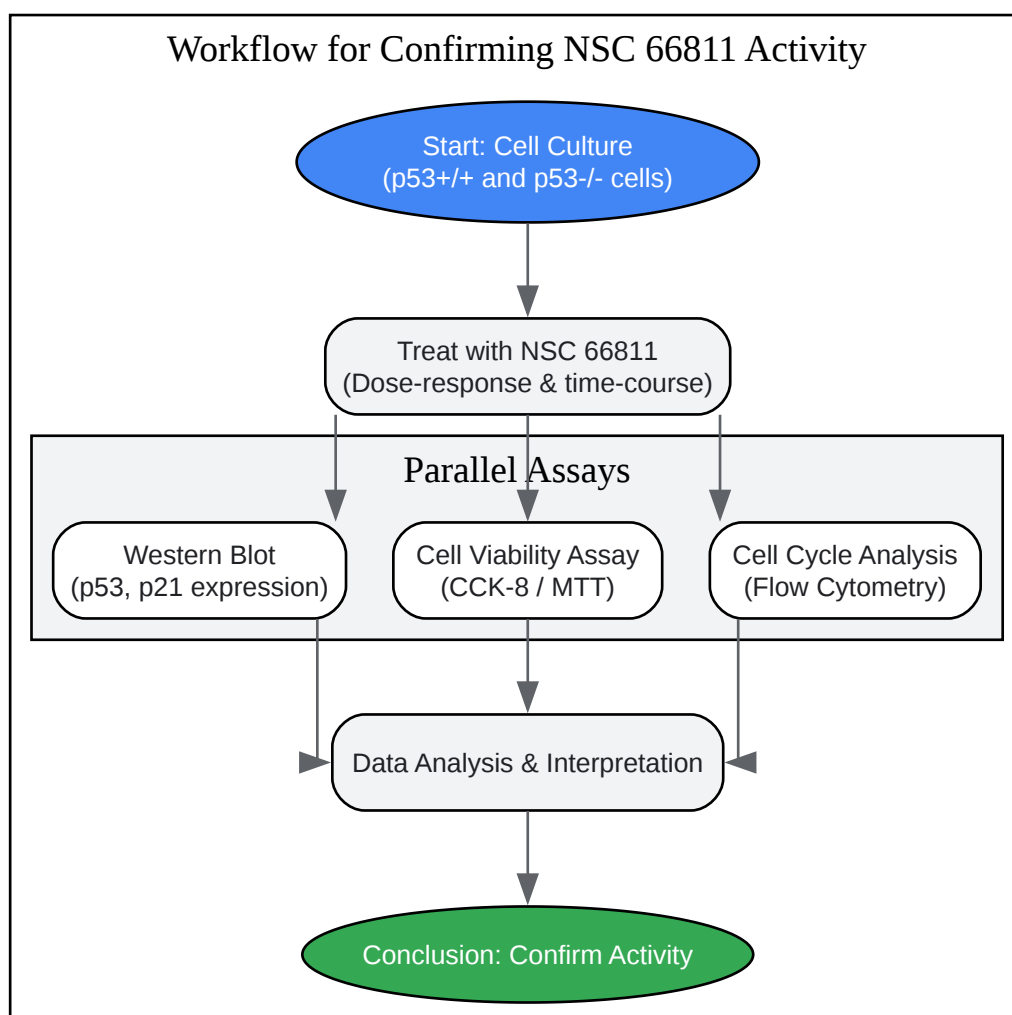 Workflow for Confirming NSC 66811 Activity
Start: Cell Culture
(p53+/+ and p53-/- cells)
Treat with NSC 66811
(Dose-response & time-course)
Parallel Assays
Western Blot
(p53, p21 expression)
Cell Viability Assay
(CCK-8 / MTT)
Cell Cycle Analysis
(Flow Cytometry)
Data Analysis & Interpretation
Conclusion: Confirm Activity